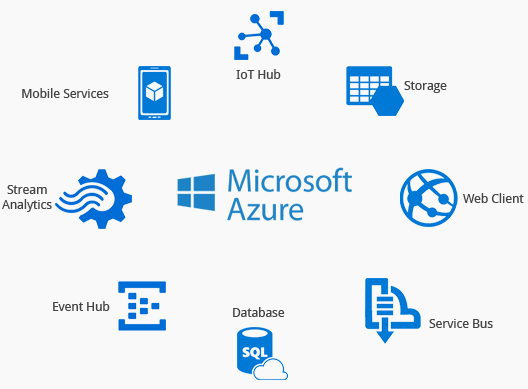 IoT Hub
Mobile Services
Storage
Stream
Analytics
Microsoft
Azure
Web Client
Event Hub
Database
SQL
Service Bus